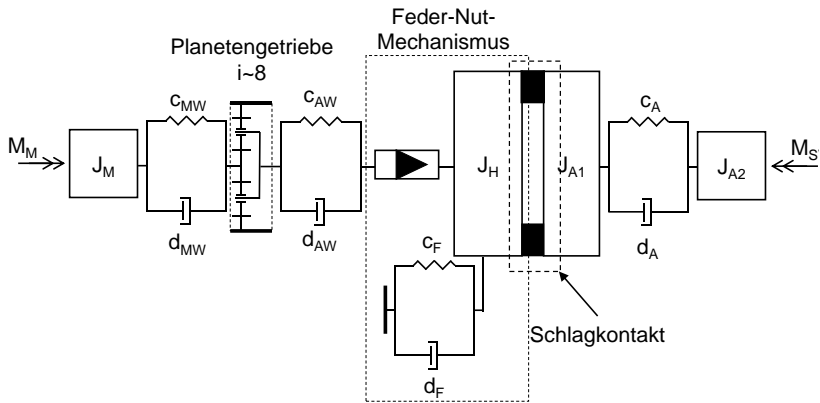 Feder-Nut-
Mechanismus
Planetengetriebe
i~8
c_MW
c_AW
c_A
M_M
J_M
J_H
J_A1
J_A2
M_S
d_MW
d_AW
d_A
c_F
d_F
Schlagkontakt